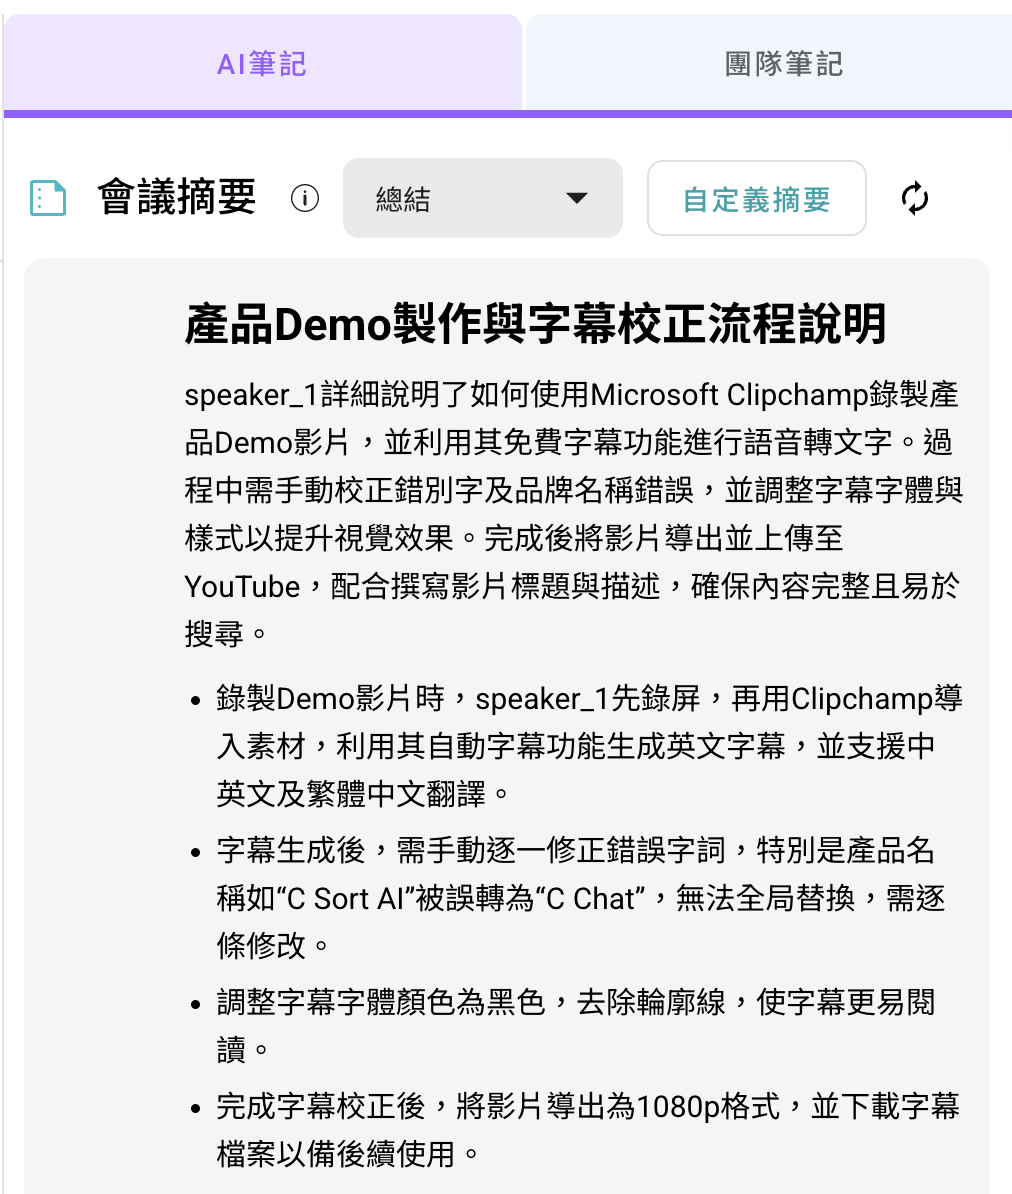 AI筆記
團隊筆記
會議摘要
總結
自定義摘要
產品Demo製作與字幕校正流程說明
speaker_1詳細說明了如何使用Microsoft Clipchamp錄製產
品Demo影片，並利用其免費字幕功能進行語音轉文字。過
程中需手動校正錯別字及品牌名稱錯誤，並調整字幕字體與
樣式以提升視覺效果。完成後將影片導出並上傳至
YouTube，配合撰寫影片標題與描述，確保內容完整且易於
搜尋。
• 錄製Demo影片時，speaker_1先錄屏，再用Clipchamp導
入素材，利用其自動字幕功能生成英文字幕，並支援中
英文及繁體中文翻譯。
• 字幕生成後，需手動逐一修正錯誤字詞，特別是產品名
稱如“C Sort AI”被誤轉為“C Chat”，無法全局替換，需逐
條修改。
• 調整字幕字體顏色為黑色，去除輪廓線，使字幕更易閱
讀。
• 完成字幕校正後，將影片導出為1080p格式，並下載字幕
檔案以備後續使用。